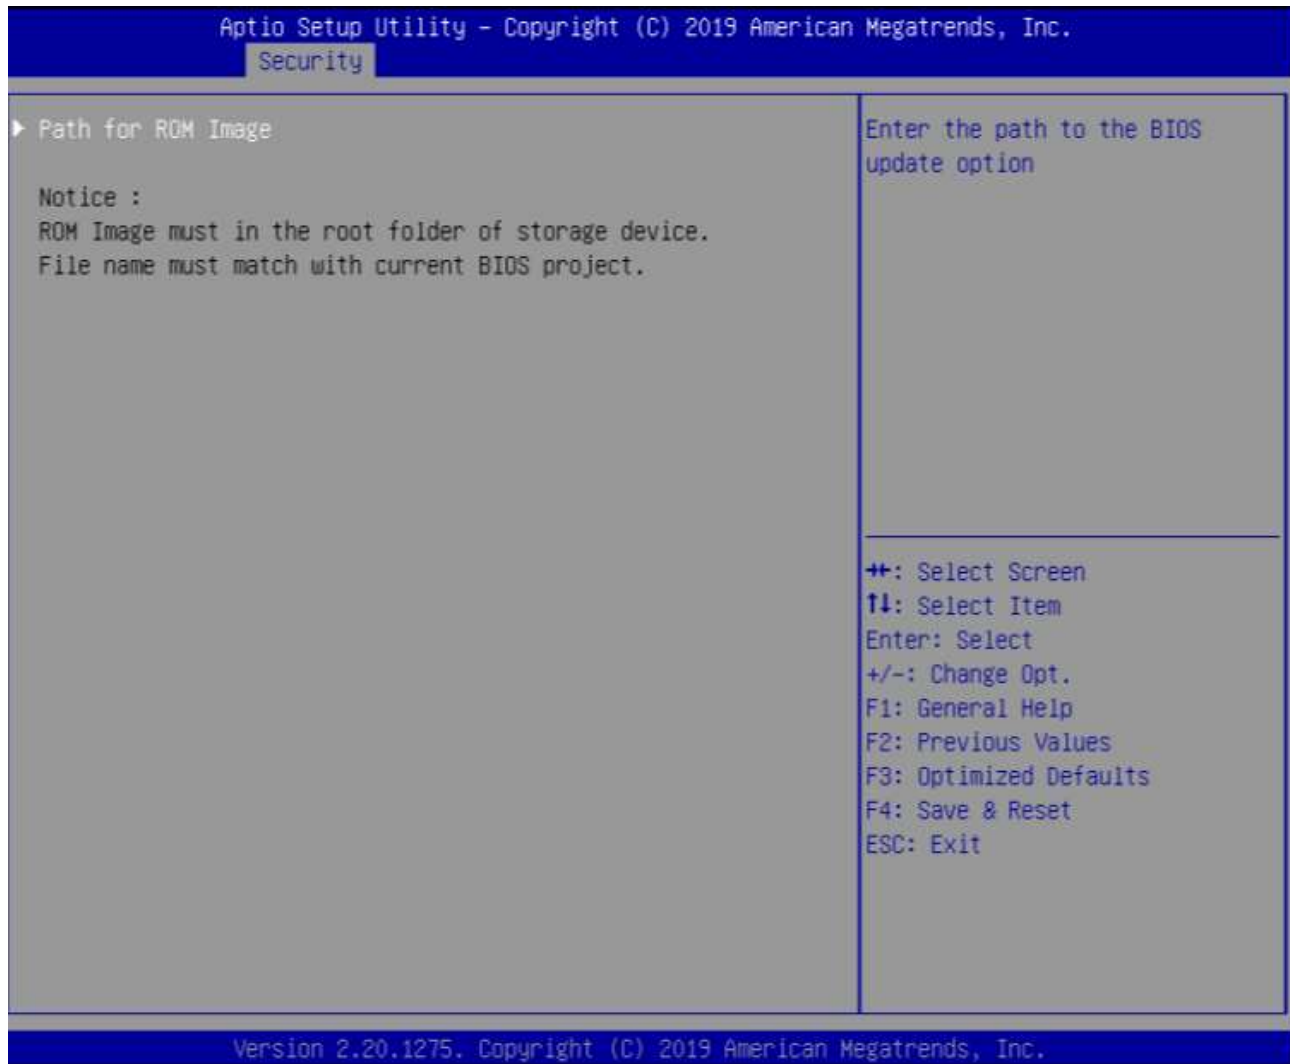 Aptio Setup Utility – Copyright (C) 2019 American Megatrends, Inc.
Security
Path for ROM Image
Notice :
ROM Image must in the root folder of storage device.
File name must match with current BIOS project.
Enter the path to the BIOS
update option
→←: Select Screen
↑↓: Select Item
Enter: Select
+/-: Change Opt.
F1: General Help
F2: Previous Values
F3: Optimized Defaults
F4: Save & Reset
ESC: Exit
Version 2.20.1275. Copyright (C) 2019 American Megatrends, Inc.